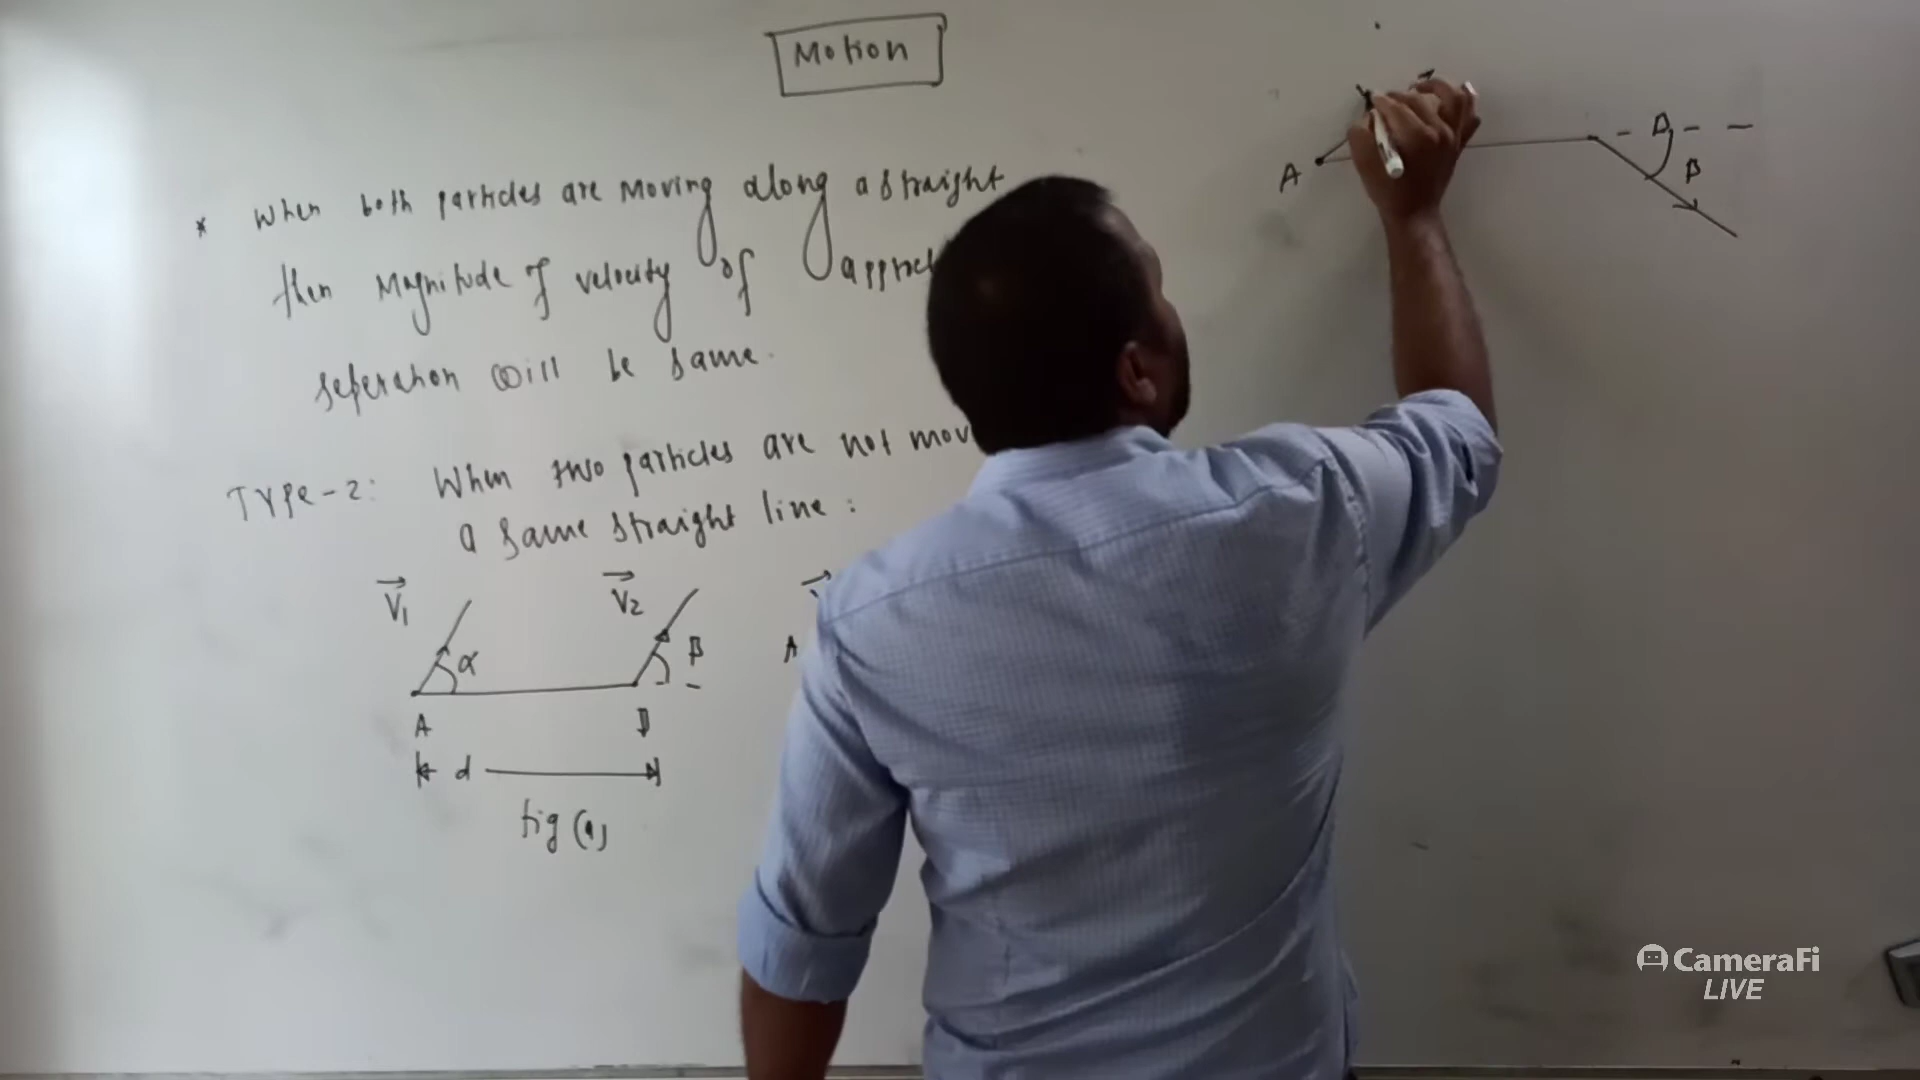 Motion
* When both particles are moving along a straight
then Magnitude of velocity of
seperation will be same.
TYPE-2: When two particles are not
a same straight line :
V1
V2
α
β
A
B
d
fig (a)
A
A
B
β
CameraFi
LIVE